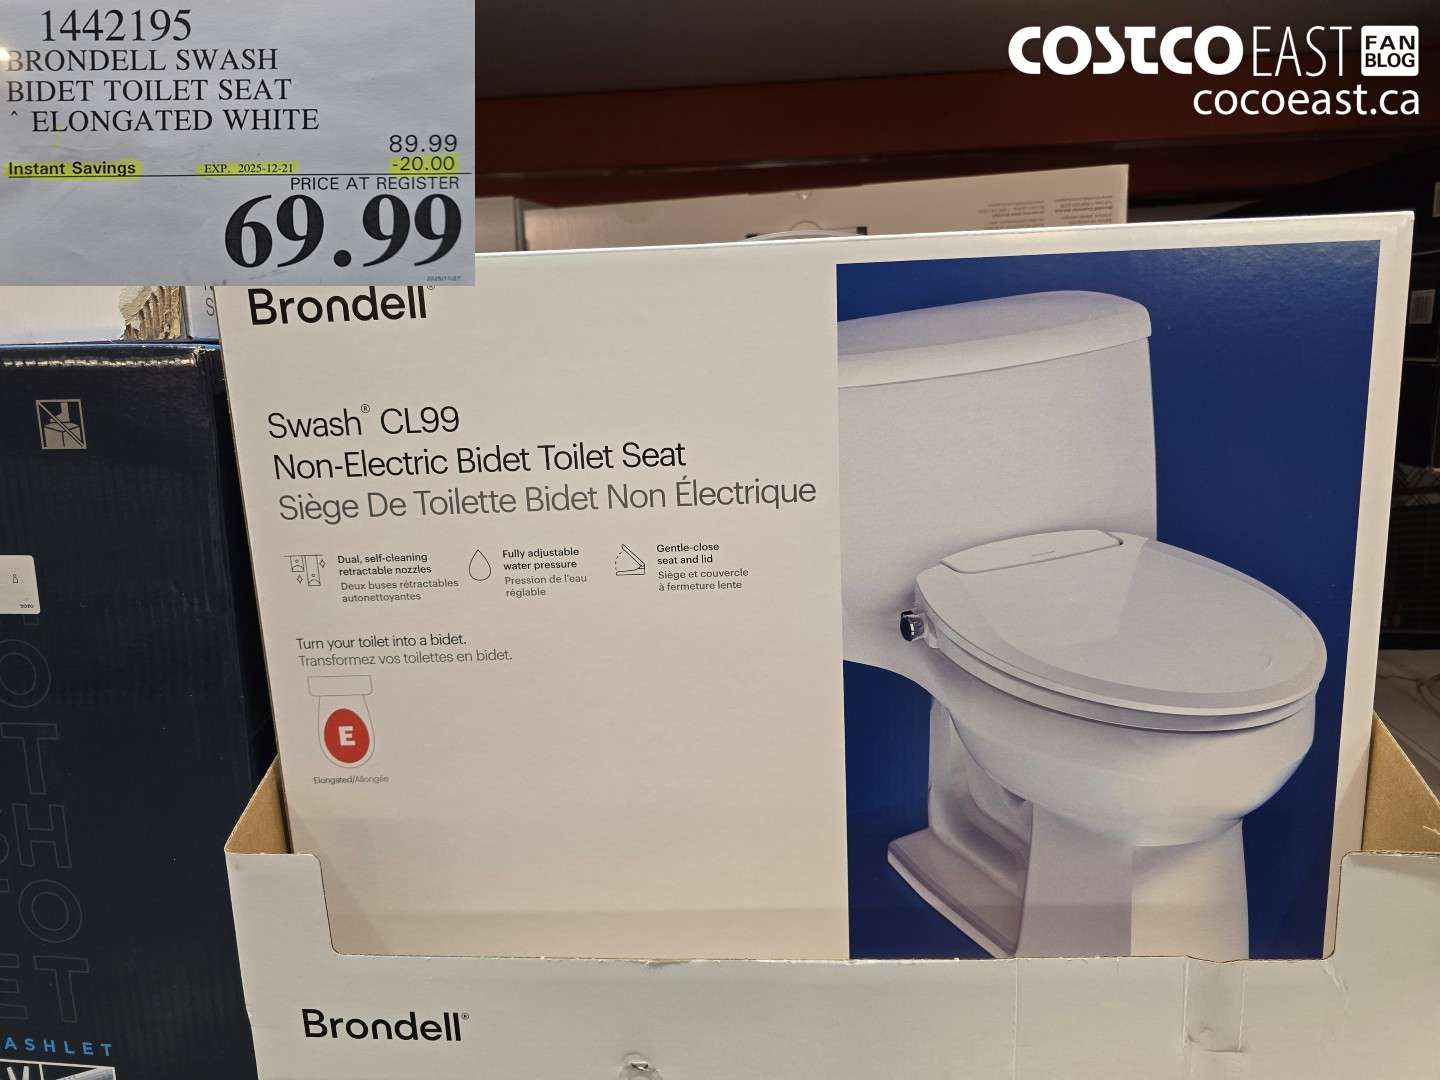 1442195
BRONDELL SWASH
BIDET TOILET SEAT
^ ELONGATED WHITE
89.99
Instant Savings EXP. 2025-12-21 -20.00
PRICE AT REGISTER
69.99
COSTCO EAST FAN BLOG
cocoeast.ca
Brondell®
Swash® CL99
Non-Electric Bidet Toilet Seat
Siège De Toilette Bidet Non Électrique
Dual, self-cleaning
retractable nozzles
Deux buses rétractables
autonettoyantes
Fully adjustable
water pressure
Pression de l'eau
réglable
Gentle-close
seat and lid
Siège et couvercle
à fermeture lente
Turn your toilet into a bidet.
Transformez vos toilettes en bidet.
E
Elongated/Allongée
Brondell®
TOTO
ASHLET